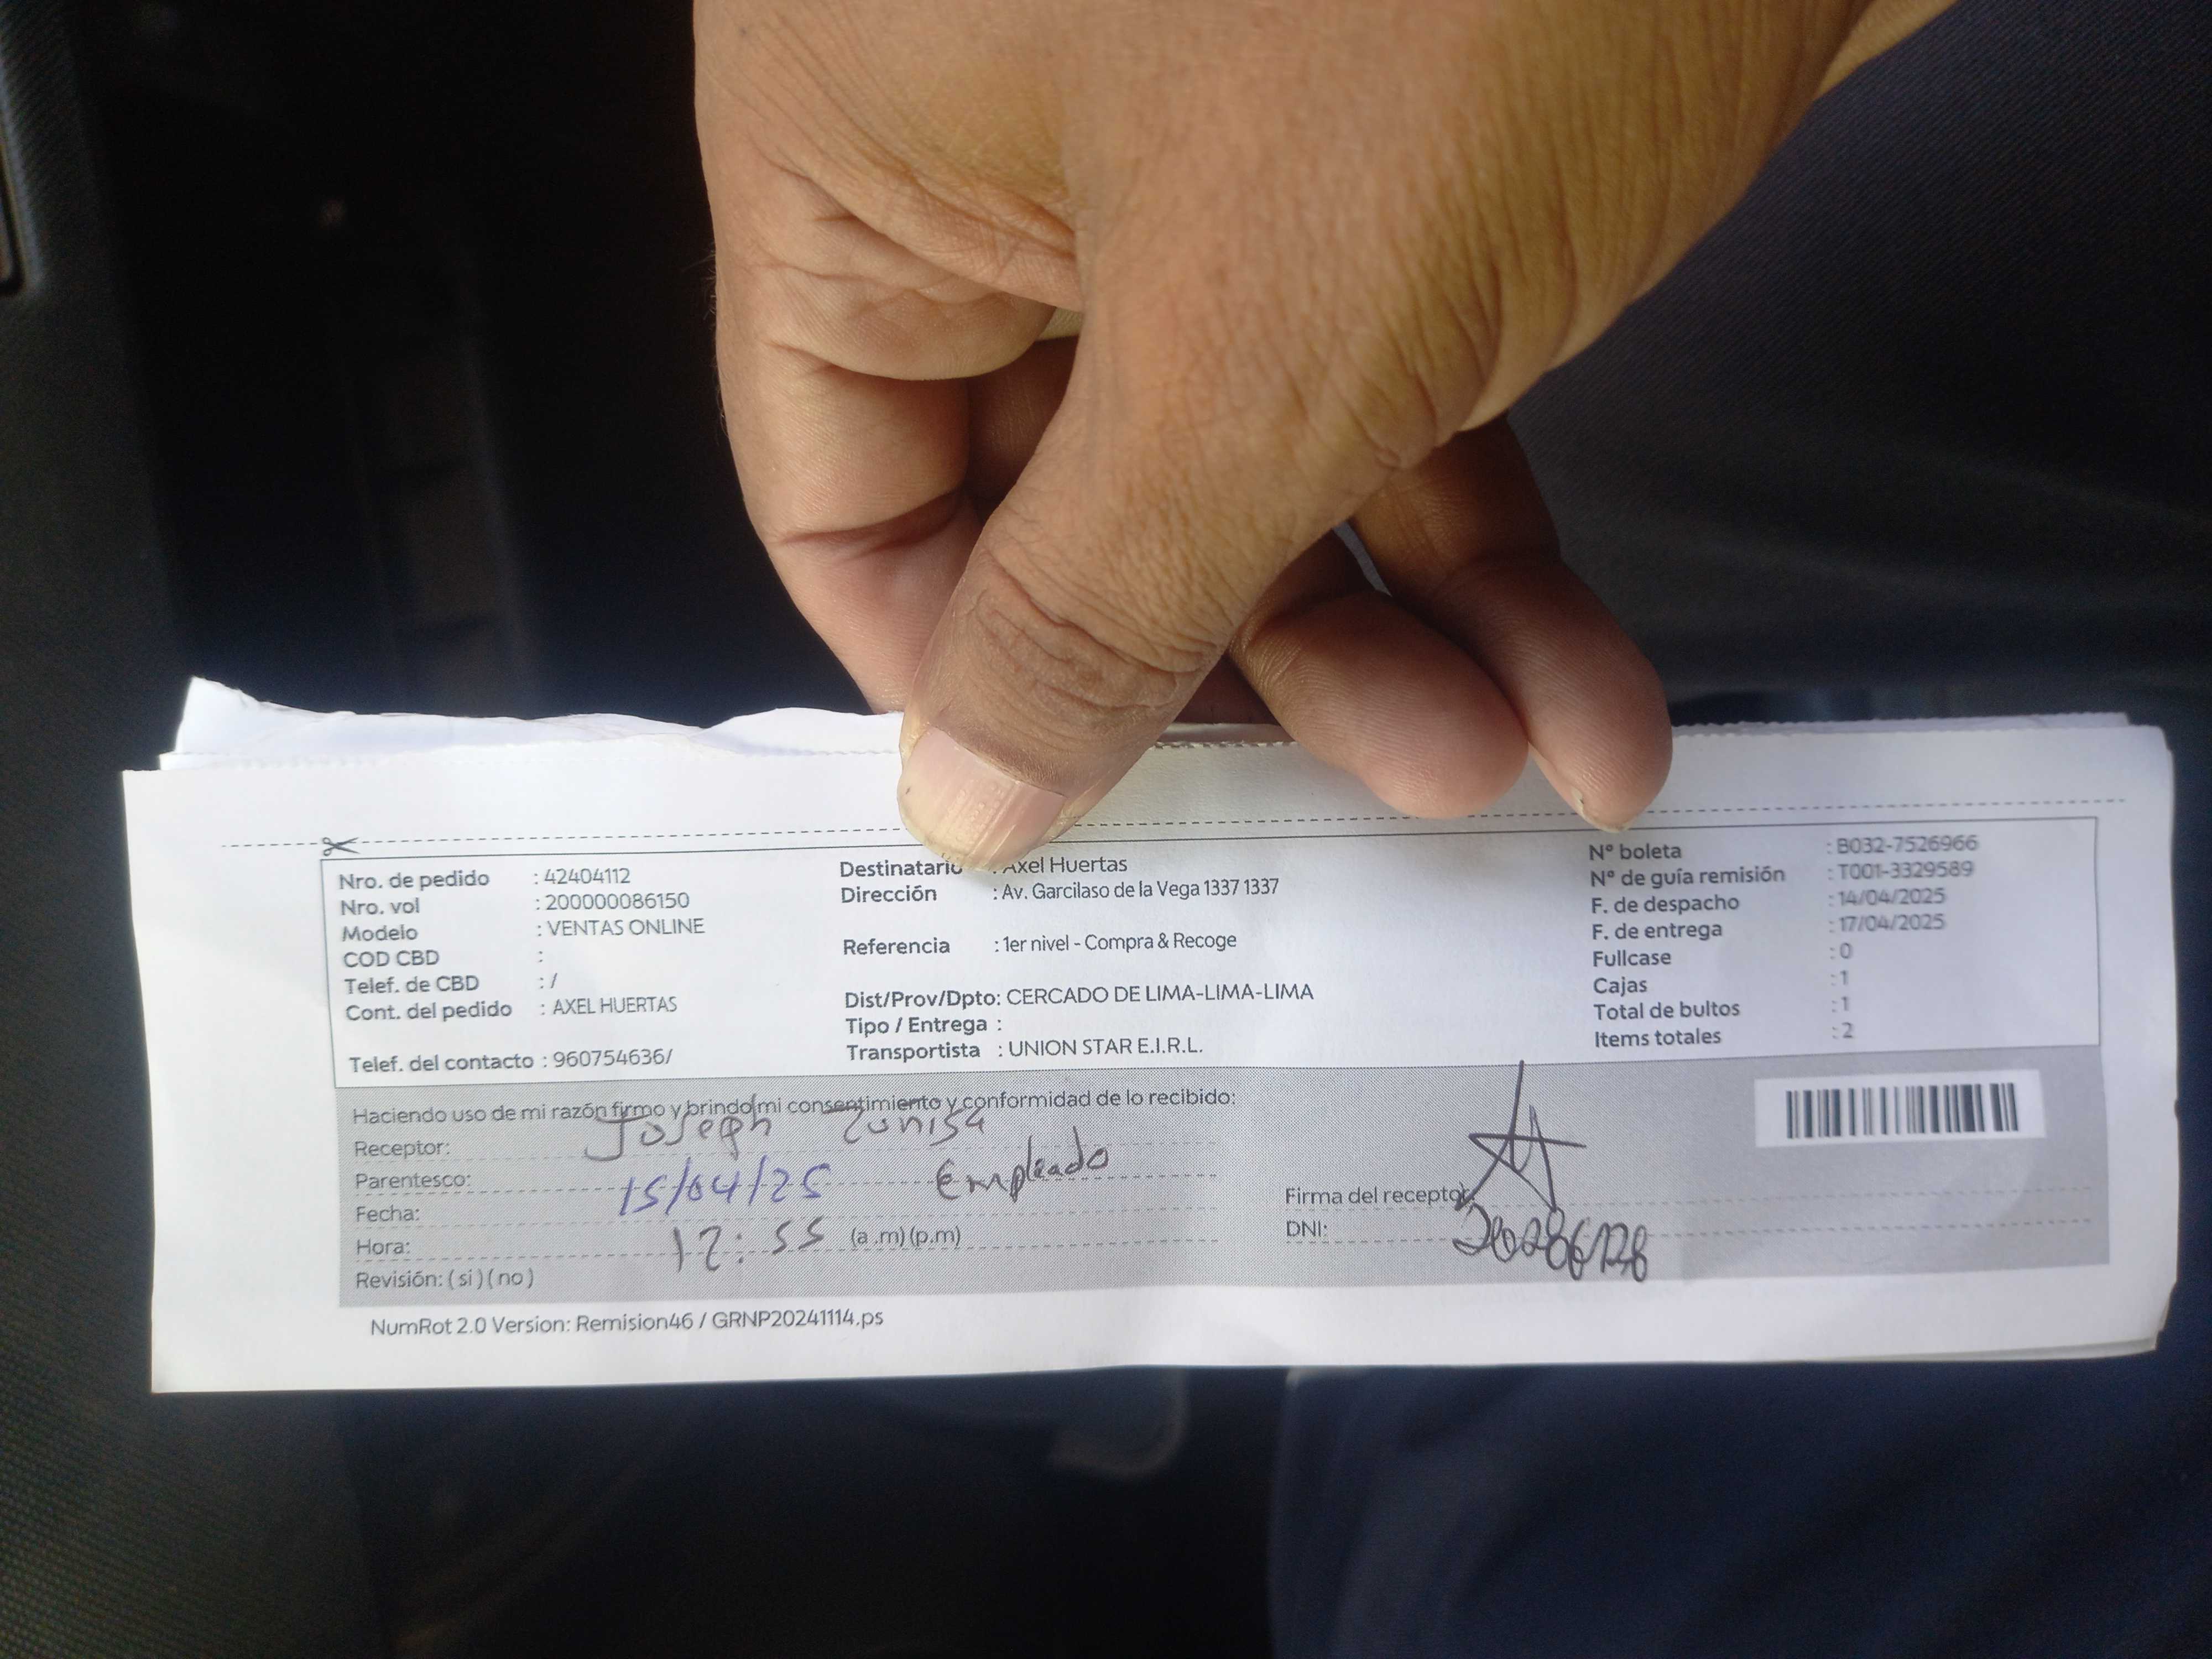 Nro. de pedido : 42404112
Nro. vol : 200000086150
Modelo : VENTAS ONLINE
COD CBD :
Telef. de CBD : /
Cont. del pedido : AXEL HUERTAS
Telef. del contacto : 960754636/
Destinatario : Axel Huertas
Dirección : Av. Garcilaso de la Vega 1337 1337
Referencia : 1er nivel - Compra & Recoge
Dist/Prov/Dpto: CERCADO DE LIMA-LIMA-LIMA
Tipo / Entrega :
Transportista : UNION STAR E.I.R.L.
N° boleta : B032-7526966
N° de guía remisión : T001-3329589
F. de despacho : 14/04/2025
F. de entrega : 17/04/2025
Fullcase : 0
Cajas : 1
Total de bultos : 1
Items totales : 2
Haciendo uso de mi razón firmo y brindo mi consentimiento y conformidad de lo recibido:
Receptor: Joseph Zuniga
Parentesco: Empleado
Fecha: 15/04/25
Hora: 12:55 (a.m) (p.m)
Revisión: ( si ) ( no )
Firma del receptor:
DNI:
NumRot 2.0 Version: Remision46 / GRNP20241114.ps